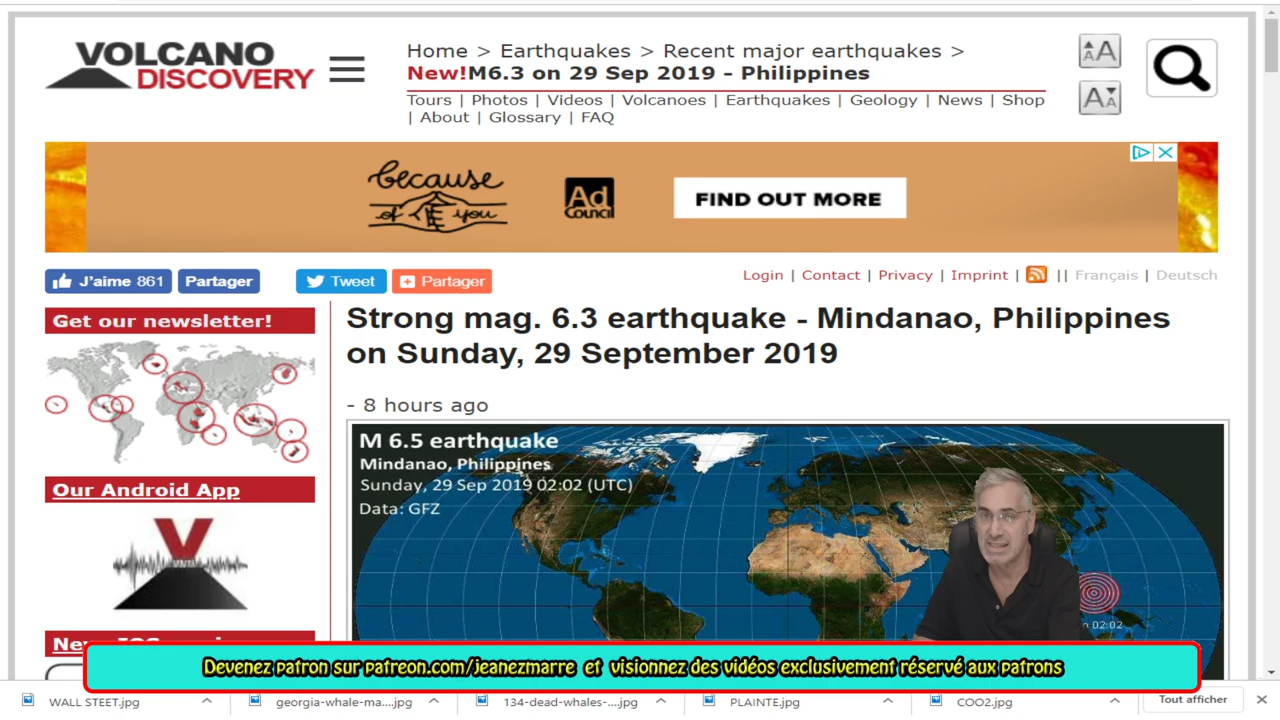 VOLCANO
DISCOVERY
Home > Earthquakes > Recent major earthquakes >
New!M6.3 on 29 Sep 2019 - Philippines
Tours | Photos | Videos | Volcanoes | Earthquakes | Geology | News | Shop
| About | Glossary | FAQ
AA
AA
because
of you
Ad
Council
FIND OUT MORE
J'aime 861
Partager
Tweet
Partager
Login | Contact | Privacy | Imprint | || Français | Deutsch
Get our newsletter!
Strong mag. 6.3 earthquake - Mindanao, Philippines
on Sunday, 29 September 2019
- 8 hours ago
M 6.5 earthquake
Mindanao, Philippines
Sunday, 29 Sep 2019 02:02 (UTC)
Data: GFZ
Our Android App
02:02
Devenez patron sur patreon.com/jeanezmarre et visionnez des vidéos exclusivement réservé aux patrons
WALL STEET.jpg
georgia-whale-ma....jpg
134-dead-whales-....jpg
PLAINTE.jpg
COO2.jpg
Tout afficher